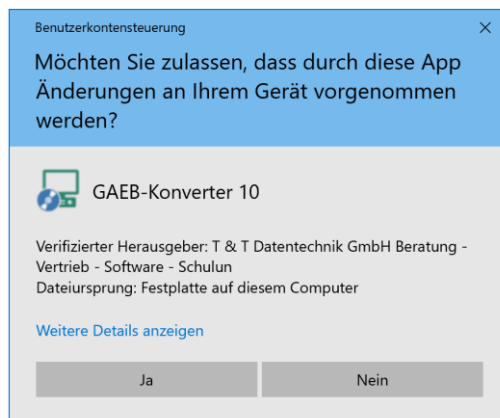 Benutzerkontensteuerung
Möchten Sie zulassen, dass durch diese App
Änderungen an Ihrem Gerät vorgenommen
werden?
GAEB-Konverter 10
Verifizierter Herausgeber: T & T Datentechnik GmbH Beratung -
Vertrieb - Software - Schulun
Dateiursprung: Festplatte auf diesem Computer
Weitere Details anzeigen
Ja
Nein